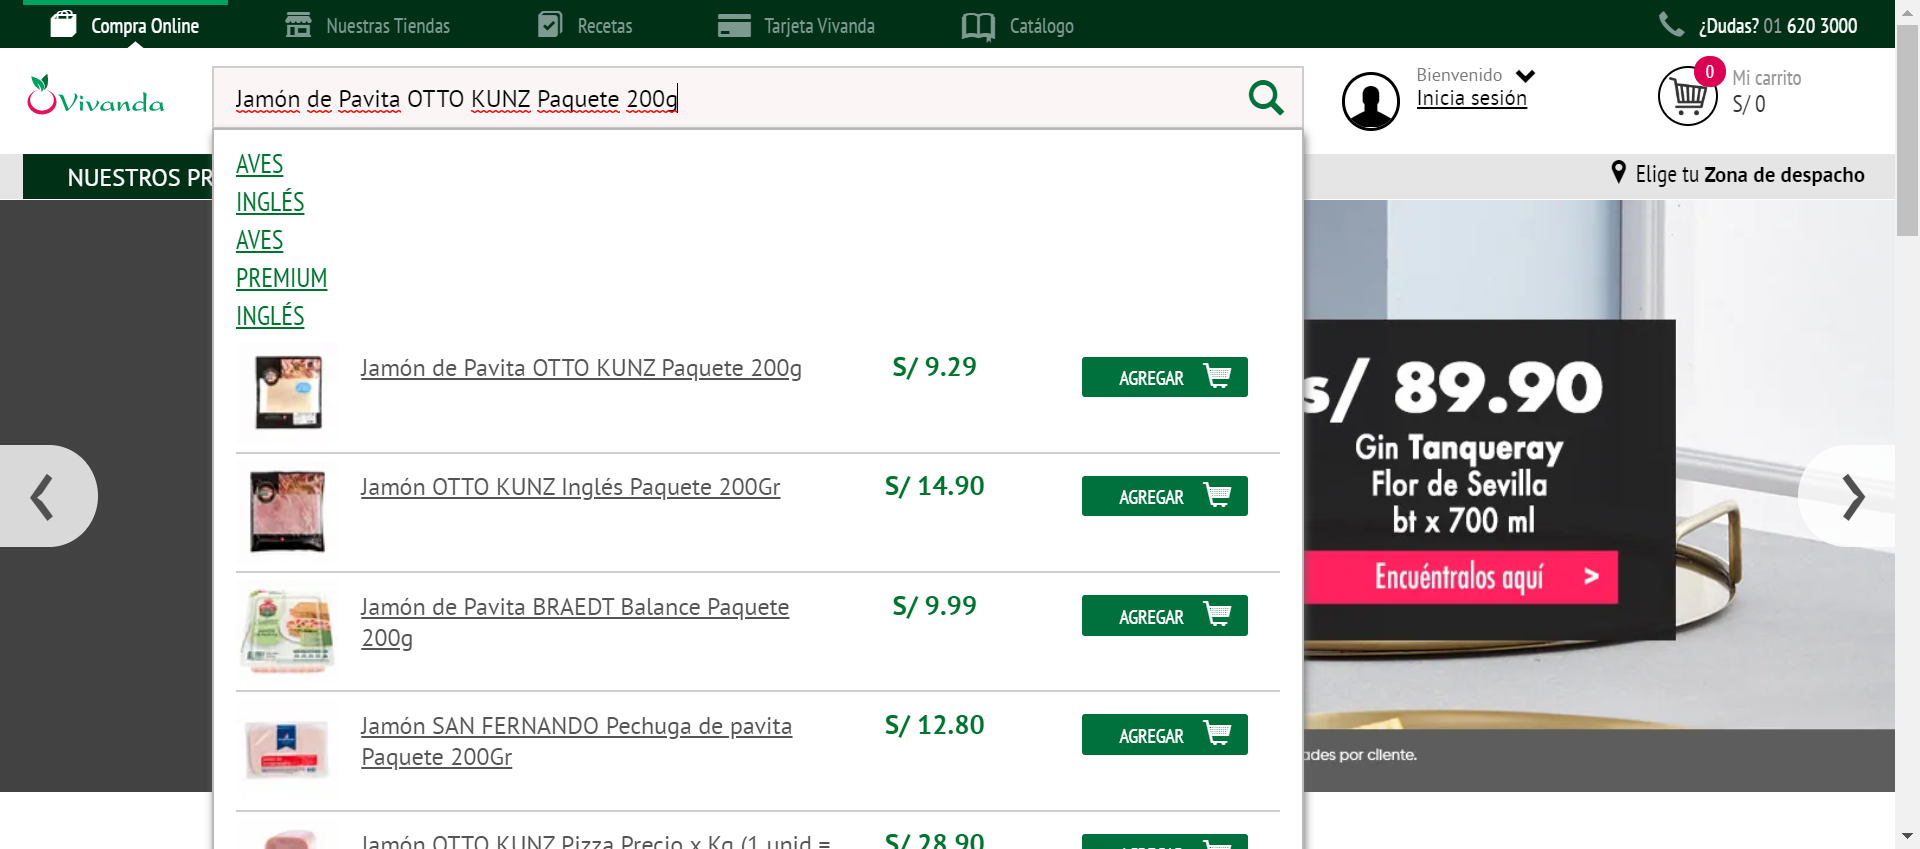 Compra Online
Nuestras Tiendas
Recetas
Tarjeta Vivanda
Catálogo
¿Dudas? 01 620 3000
Vivanda
Jamón de Pavita OTTO KUNZ Paquete 200g
Bienvenido
Inicia sesión
0
Mi carrito
S/ 0
NUESTROS PR
Elige tu Zona de despacho
AVES
INGLÉS
AVES
PREMIUM
INGLÉS
Jamón de Pavita OTTO KUNZ Paquete 200g
S/ 9.29
AGREGAR
Jamón OTTO KUNZ Inglés Paquete 200Gr
S/ 14.90
AGREGAR
Jamón de Pavita BRAEDT Balance Paquete
200g
S/ 9.99
AGREGAR
Jamón SAN FERNANDO Pechuga de pavita
Paquete 200Gr
S/ 12.80
AGREGAR
Jamón OTTO KUNZ Pizza Precio x Kg (1 unid =
S/ 28.90
s/ 89.90
Gin Tanqueray
Flor de Sevilla
bt x 700 ml
Encuéntralos aquí >
ades por cliente.